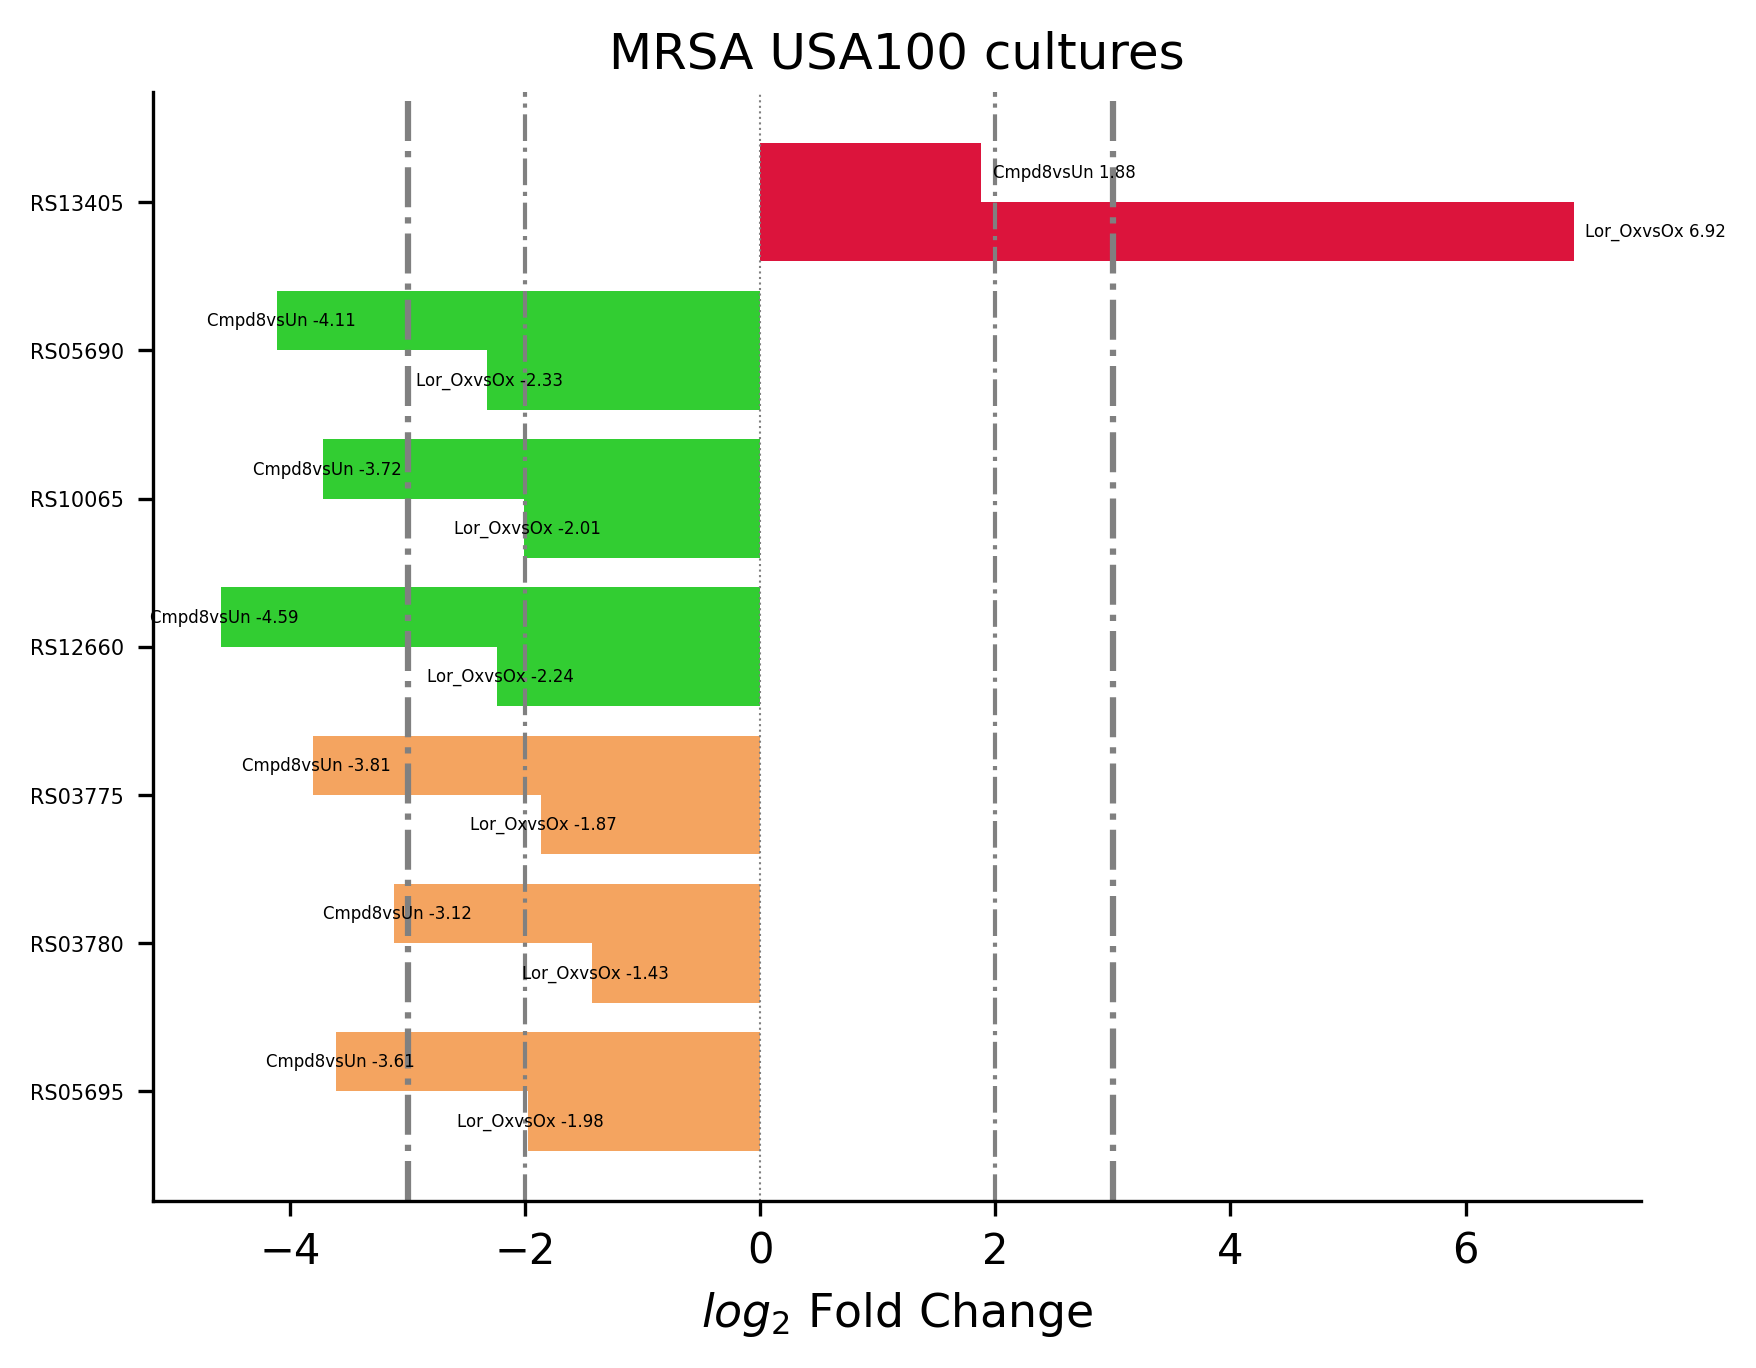 MRSA USA100 cultures
RS13405
Cmpd8vsUn 1.88
Lor_OxvsOx 6.92
RS05690
Cmpd8vsUn -4.11
Lor_OxvsOx -2.33
RS10065
Cmpd8vsUn -3.72
Lor_OxvsOx -2.01
RS12660
Cmpd8vsUn -4.59
Lor_OxvsOx -2.24
RS03775
Cmpd8vsUn -3.81
Lor_OxvsOx -1.87
RS03780
Cmpd8vsUn -3.12
Lor_OxvsOx -1.43
RS05695
Cmpd8vsUn -3.61
Lor_OxvsOx -1.98
−4 −2 0 2 4 6
log₂ Fold Change